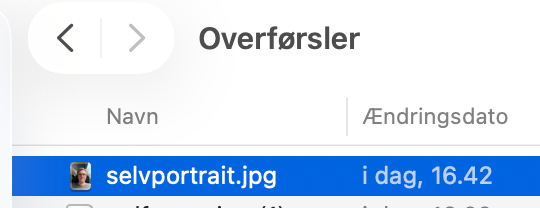 Overførsler
Navn Ændringsdato
selvportrait.jpg i dag, 16.42